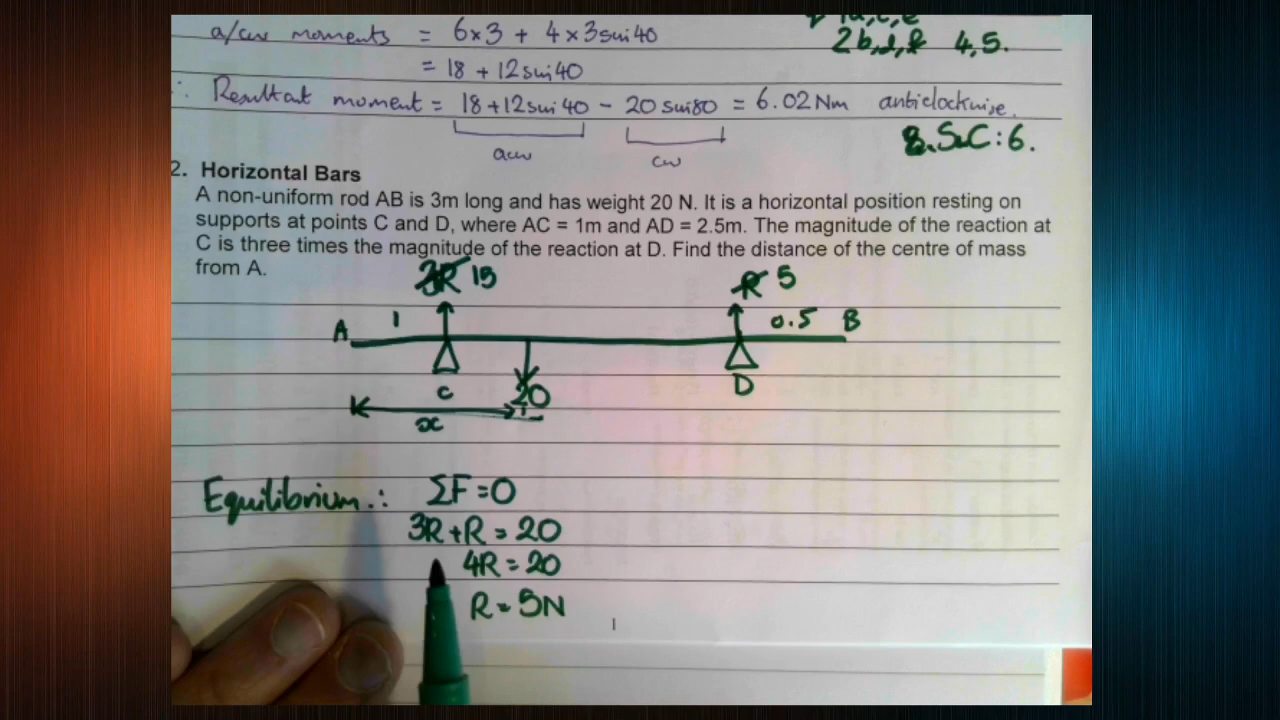 1a, c, e
a/cw moments = 6×3 + 4×3sin40
2b, d, f 4, 5.
= 18 + 12sin40
∴ Resultant moment = 18+12sin40 − 20sin80 = 6.02Nm anticlockwise.
acw cw
6.
2. Horizontal Bars
A non-uniform rod AB is 3m long and has weight 20 N. It is a horizontal position resting on
supports at points C and D, where AC = 1m and AD = 2.5m. The magnitude of the reaction at
C is three times the magnitude of the reaction at D. Find the distance of the centre of mass
from A.
3R 15 R 5
A 1 0.5 B
C 20 D
x
Equilibrium ∴ ΣF=0
3R+R=20
4R=20
R=5N
1